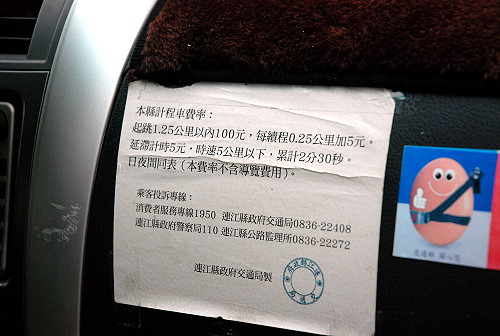 本縣計程車費率：
起跳1.25公里以內100元，每續程0.25公里加5元。
延滯計時5元，時速5公里以下，累計2分30秒。
日夜間同表（本費率不含導覽費用）。
乘客投訴專線：
消費者服務專線1950 連江縣政府交通局0836-22408
連江縣政府警察局110 連江縣公路監理所0836-22272
連江縣政府交通局製